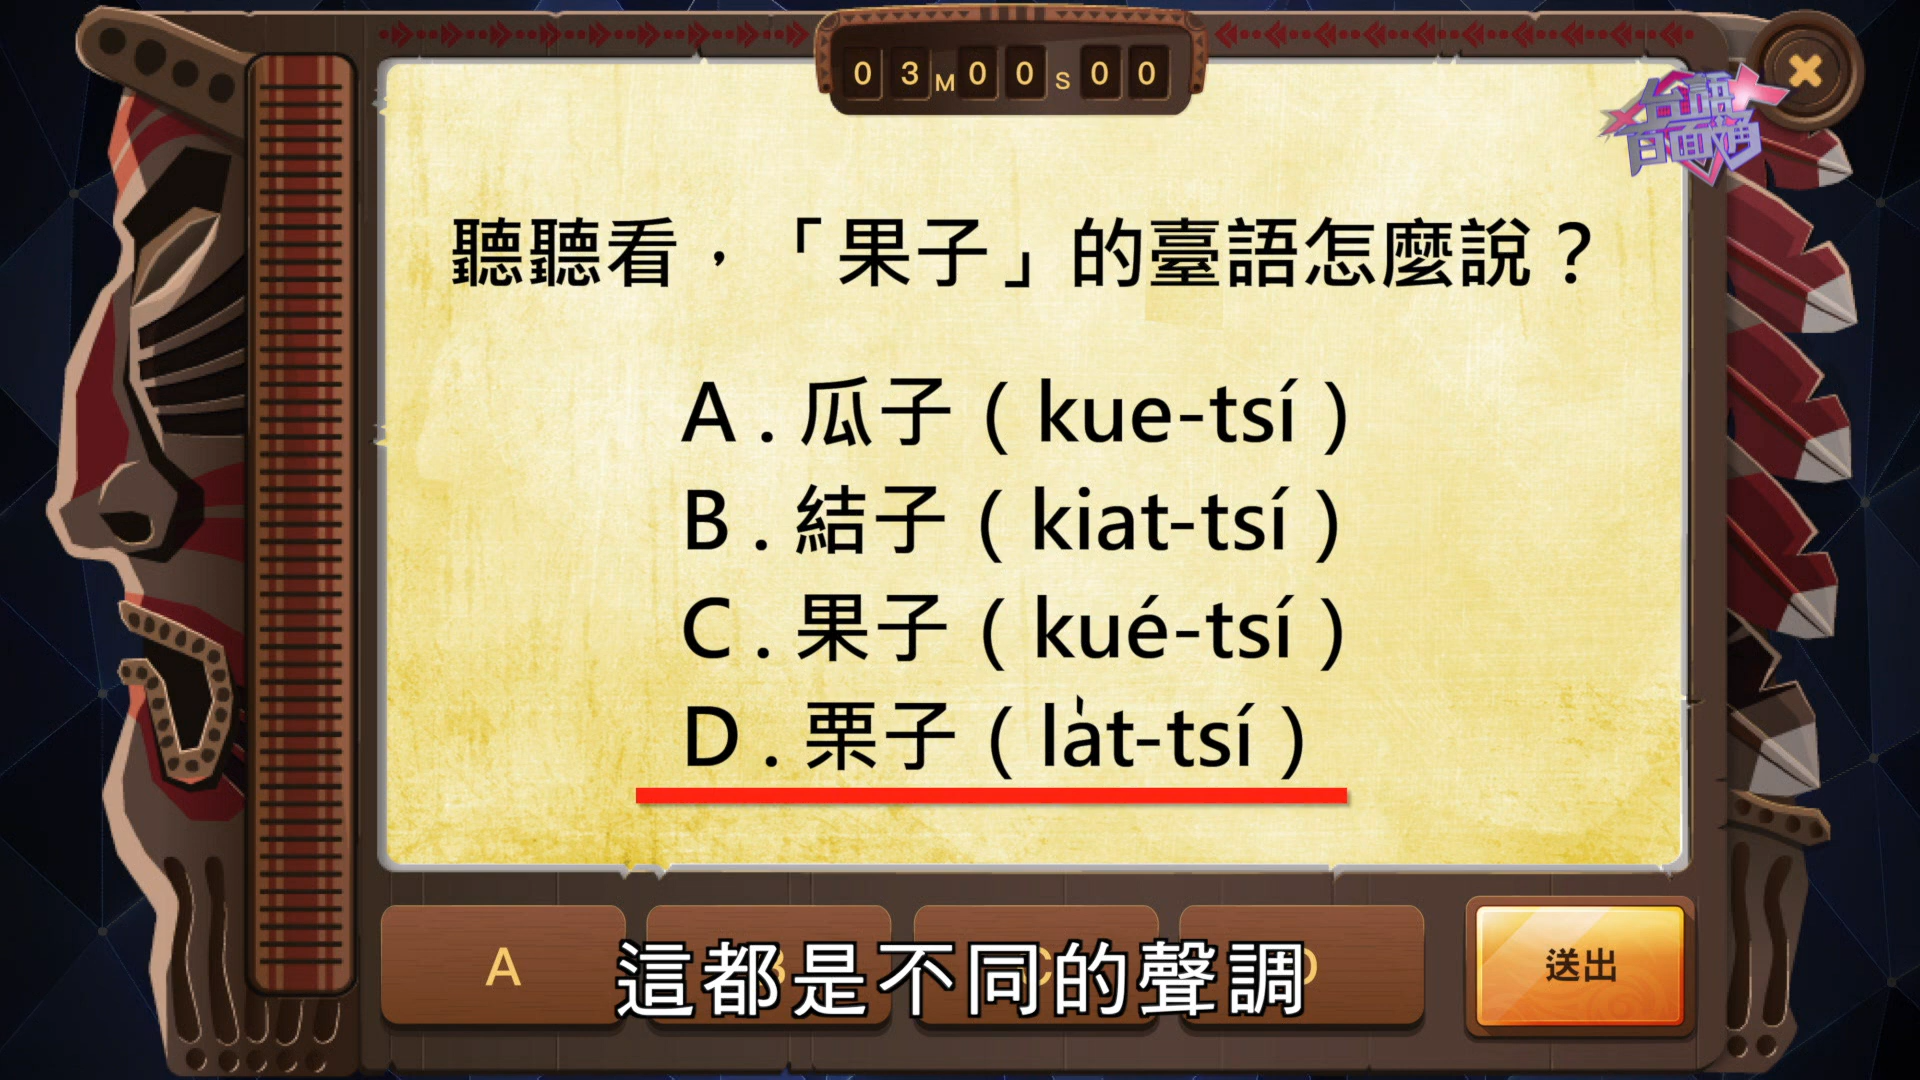 03M00S00
台語
百面通
聽聽看，「果子」的臺語怎麼說？
A.瓜子（kue-tsí）
B.結子（kiat-tsí）
C.果子（kué-tsí）
D.栗子（la̍t-tsí）
A B C D 送出
這都是不同的聲調